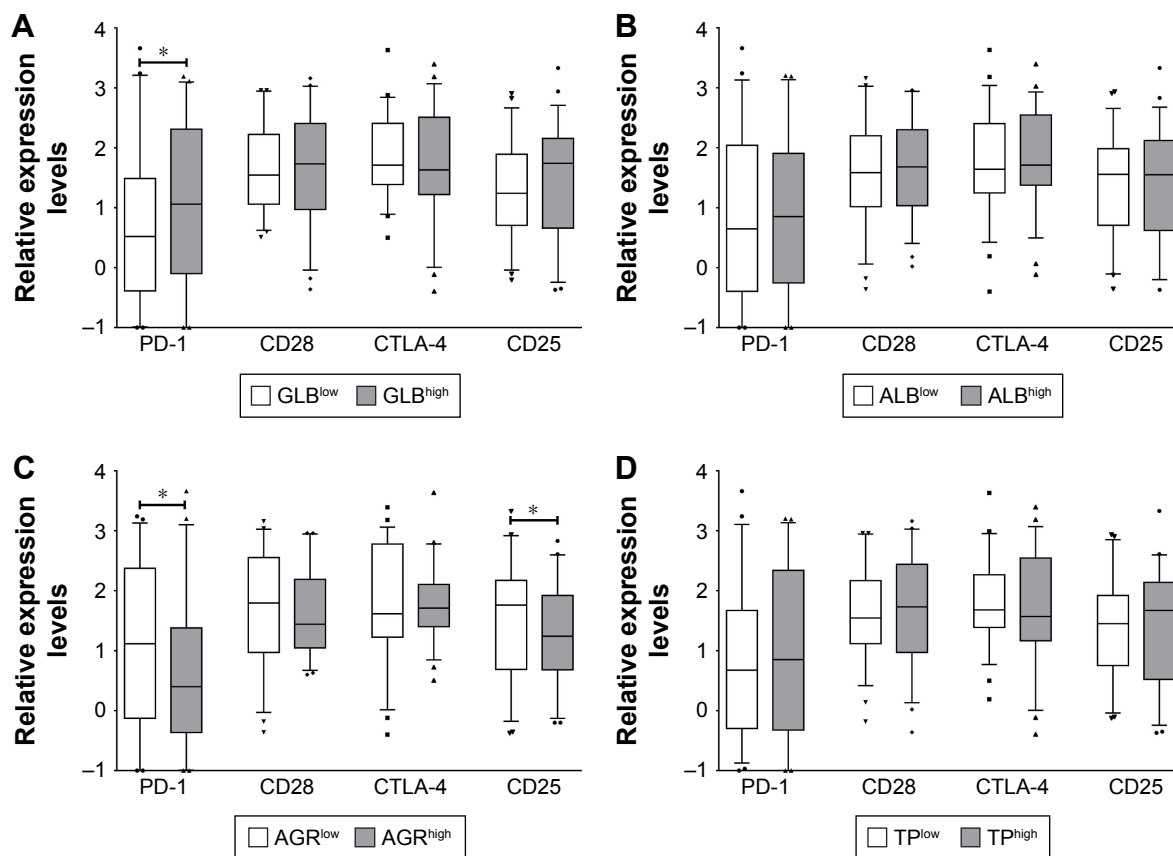 A
Relative expression
levels
4
3
2
1
0
–1
*
PD-1 CD28 CTLA-4 CD25
GLBlow GLBhigh
B
Relative expression
levels
4
3
2
1
0
–1
PD-1 CD28 CTLA-4 CD25
ALBlow ALBhigh
C
Relative expression
levels
4
3
2
1
0
–1
* *
PD-1 CD28 CTLA-4 CD25
AGRlow AGRhigh
D
Relative expression
levels
4
3
2
1
0
–1
PD-1 CD28 CTLA-4 CD25
TPlow TPhigh